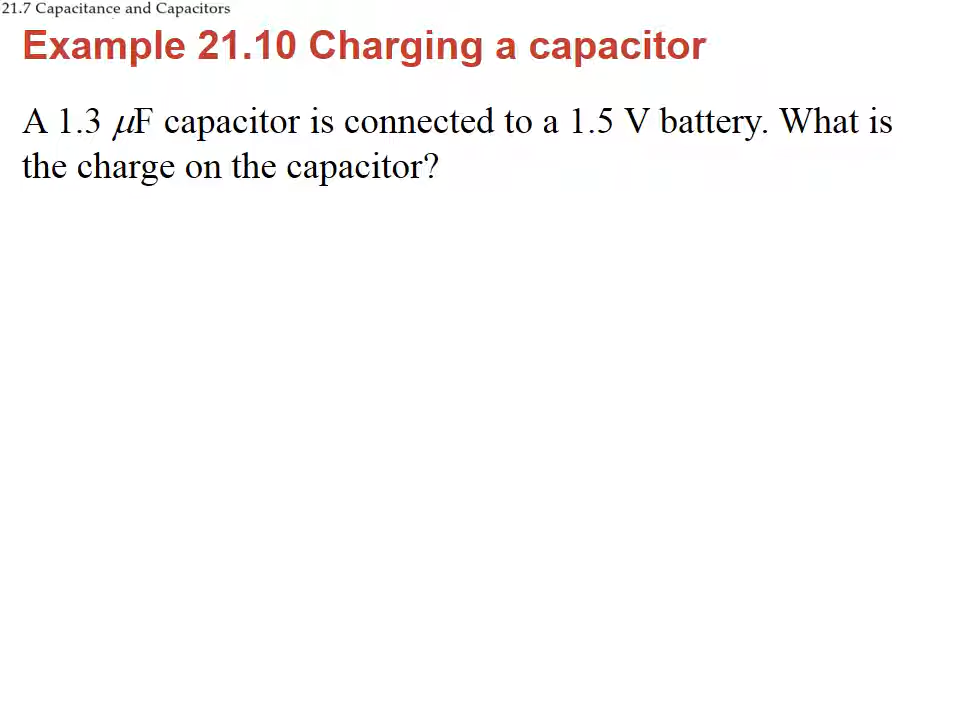 21.7 Capacitance and Capacitors
Example 21.10 Charging a capacitor
A 1.3 μF capacitor is connected to a 1.5 V battery. What is
the charge on the capacitor?